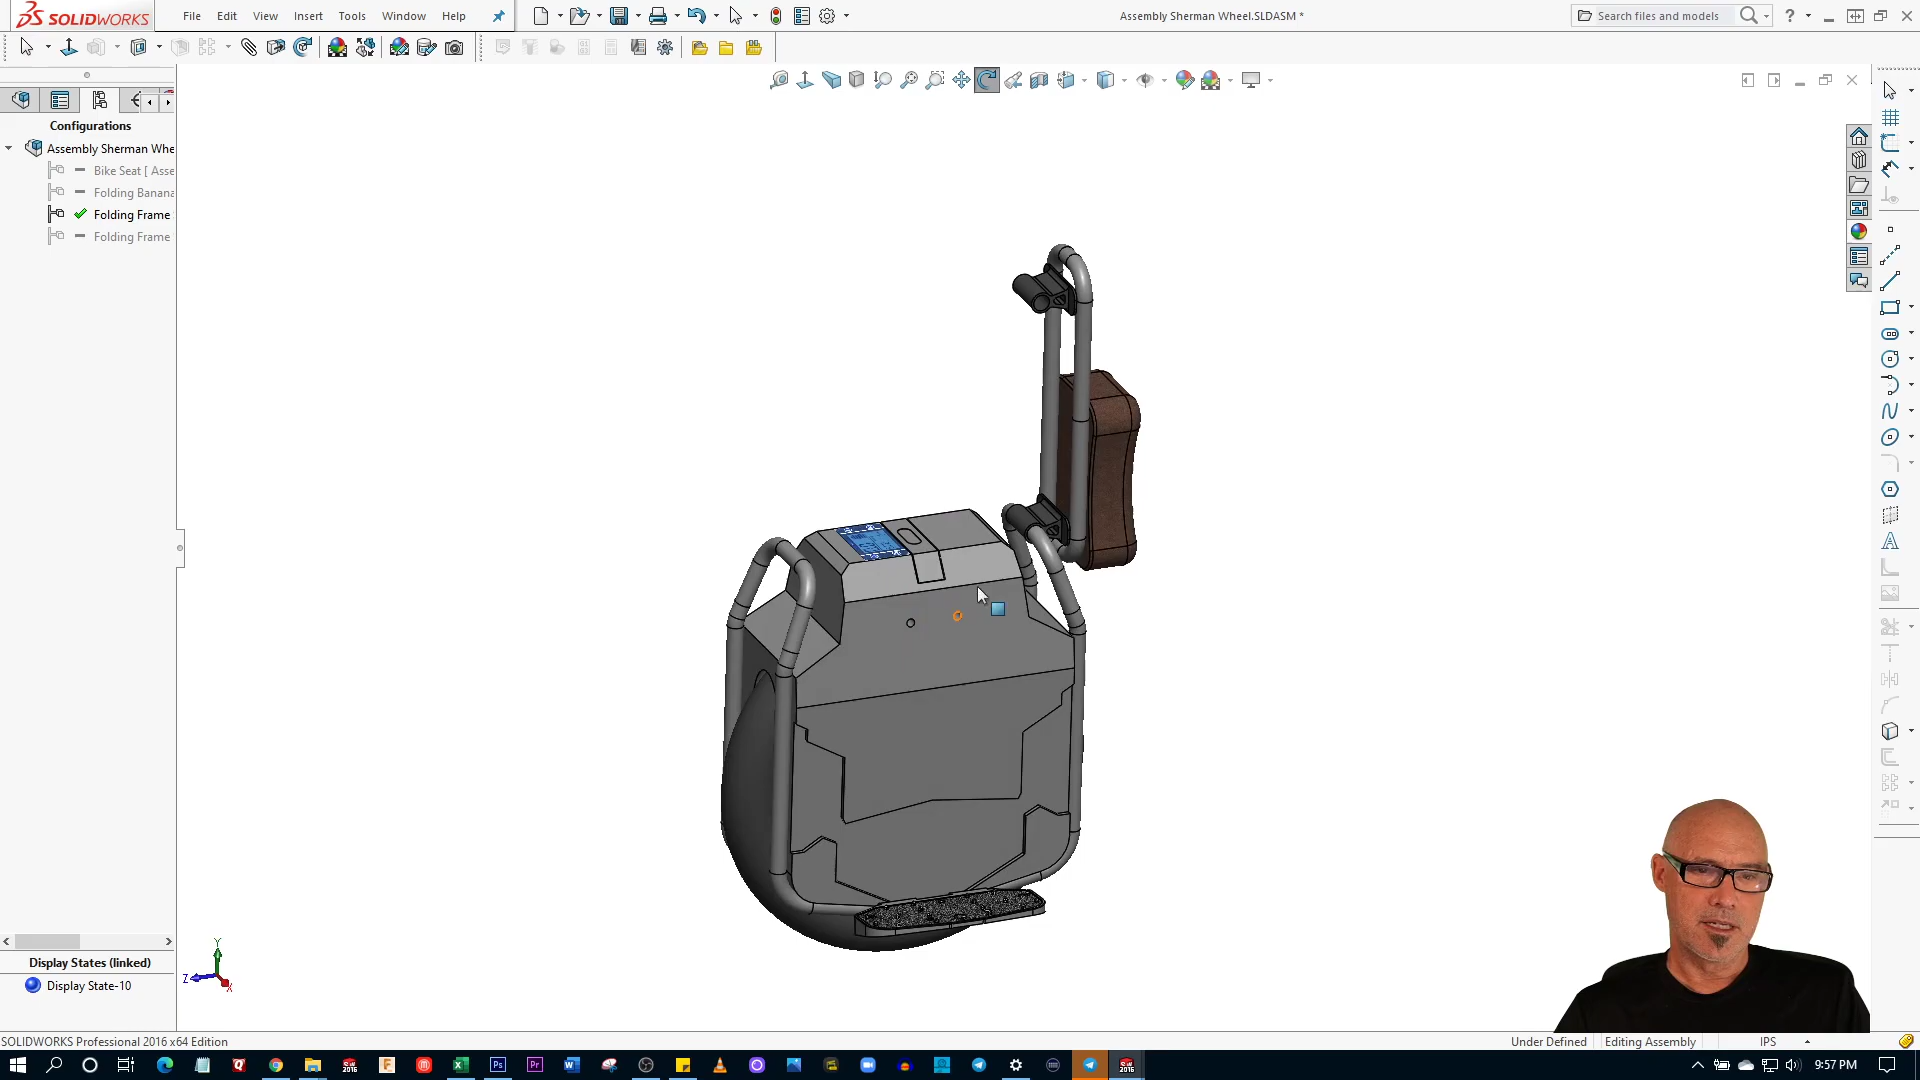 SOLIDWORKS File Edit View Insert Tools Window Help Assembly Sherman Wheel.SLDASM * Search files and models
Configurations
Assembly Sherman Whe
Bike Seat [ Asse
Folding Banana
Folding Frame
Folding Frame
Y
Z
X
Display States (linked)
Display State-10
SOLIDWORKS Professional 2016 x64 Edition Under Defined Editing Assembly IPS
9:57 PM